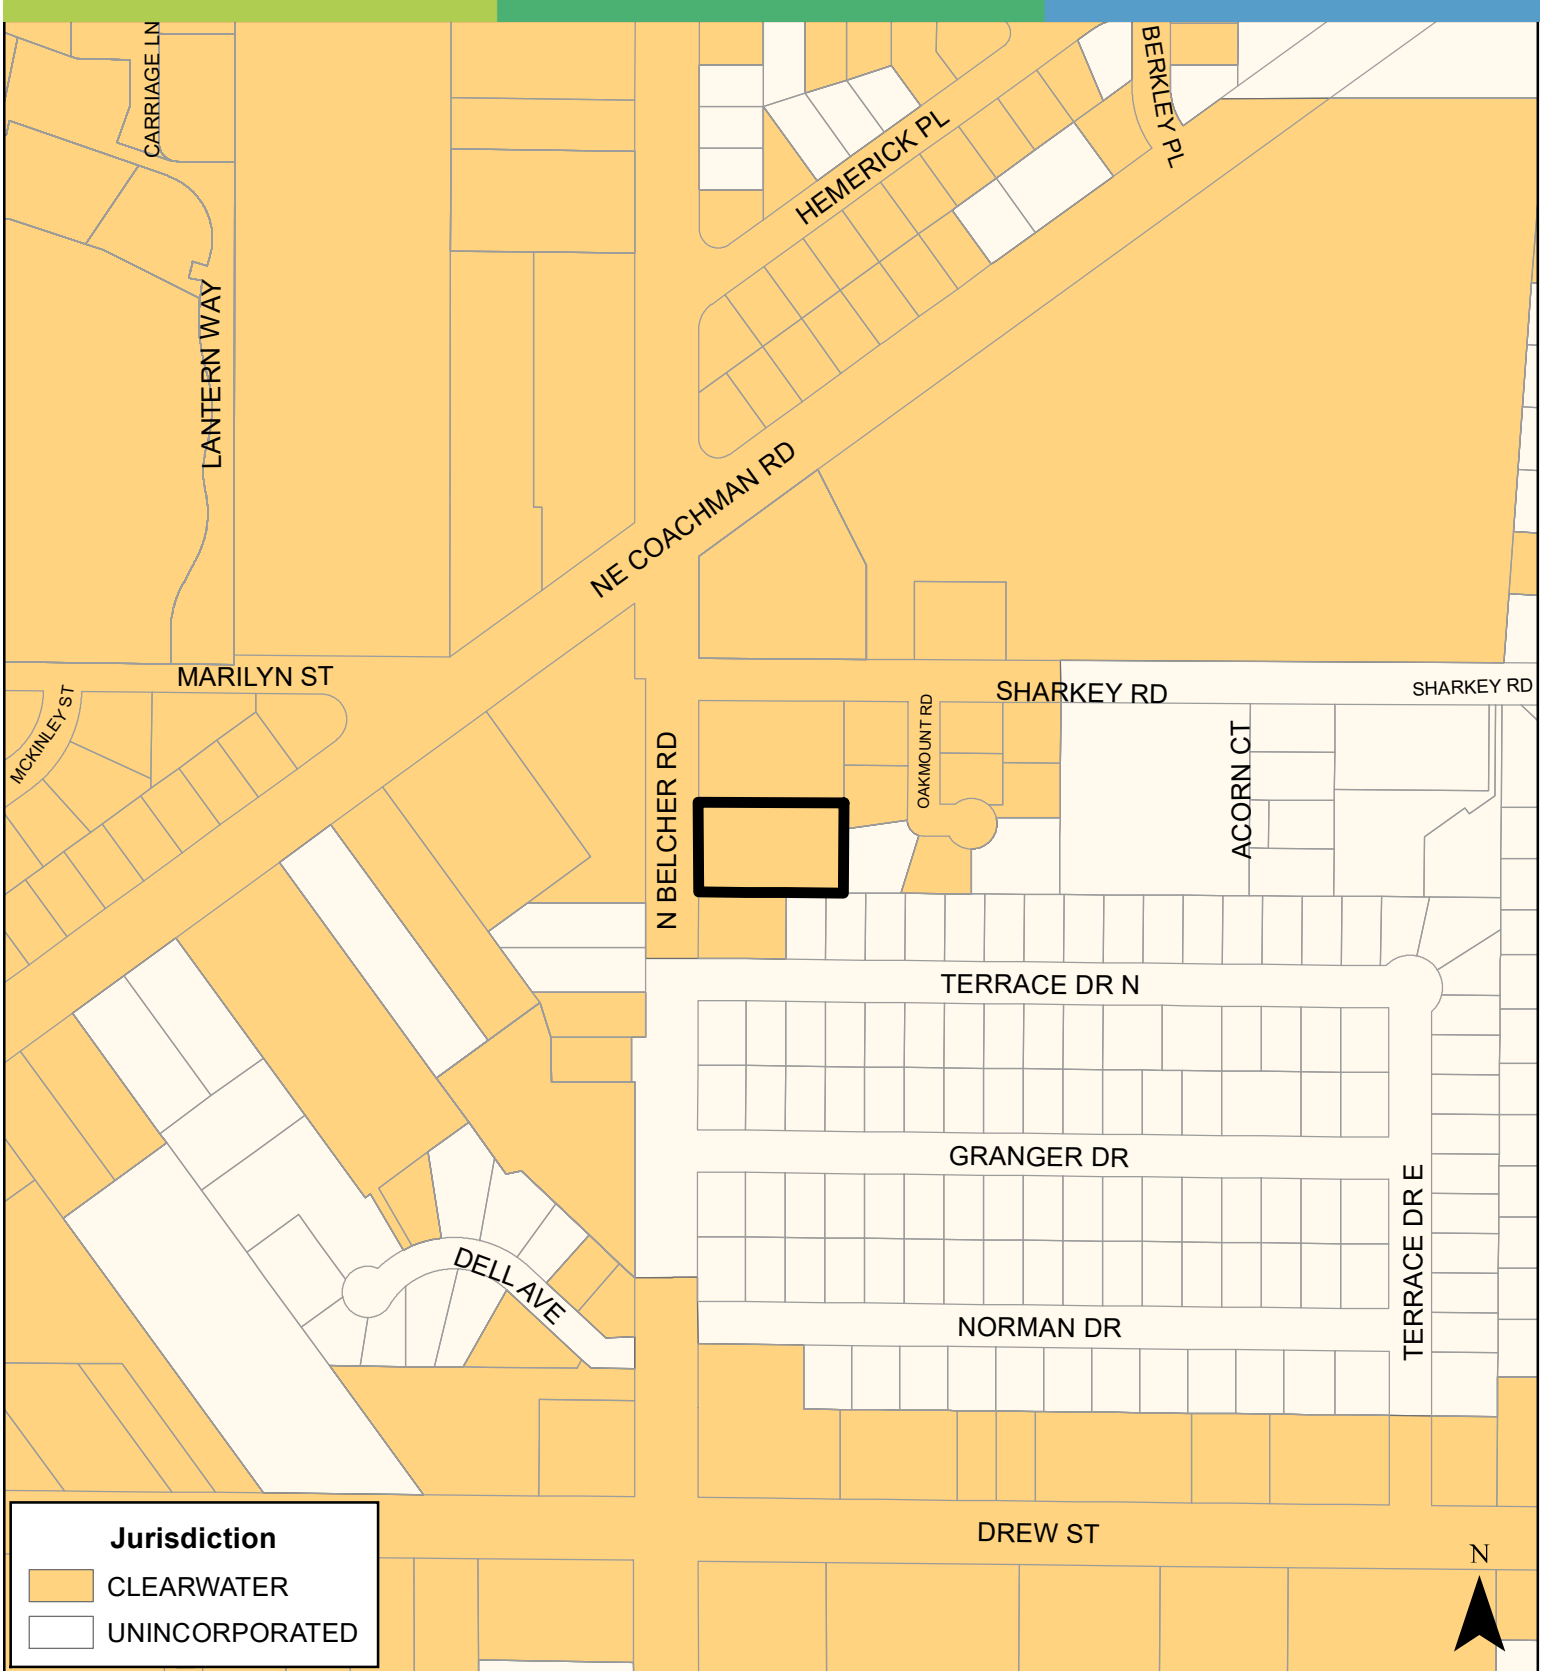 CARRIAGE LN
BERKLEY PL
HEMERICK PL
LANTERN WAY
NE COACHMAN RD
MARILYN ST
SHARKEY RD
SHARKEY RD
MCKINLEY ST
OAKMOUNT RD
ACORN CT
N BELCHER RD
TERRACE DR N
GRANGER DR
TERRACE DR E
DELL AVE
NORMAN DR
DREW ST
N
Jurisdiction
CLEARWATER
UNINCORPORATED